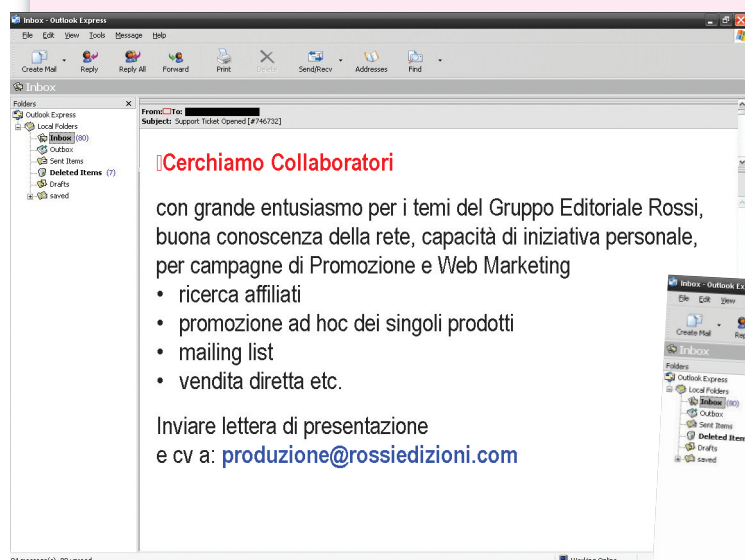 Inbox - Outlook Express
File Edit View Tools Message Help
Create Mail Reply Reply All Forward Print Delete Send/Recv Addresses Find
Inbox
Folders
Outlook Express
Local Folders
Inbox (80)
Outbox
Sent Items
Deleted Items (7)
Drafts
saved
From: To:
Subject: Support Ticket Opened [#746732]
Cerchiamo Collaboratori
con grande entusiasmo per i temi del Gruppo Editoriale Rossi,
buona conoscenza della rete, capacità di iniziativa personale,
per campagne di Promozione e Web Marketing
• ricerca affiliati
• promozione ad hoc dei singoli prodotti
• mailing list
• vendita diretta etc.
Inviare lettera di presentazione
e cv a: produzione@rossiedizioni.com
Inbox - Outlook Ex
File Edit View
Create Mail Rep
Inbox
Folders
Outlook Express
Local Folders
Inbox (80)
Outbox
Sent Items
Deleted Item
Drafts
saved